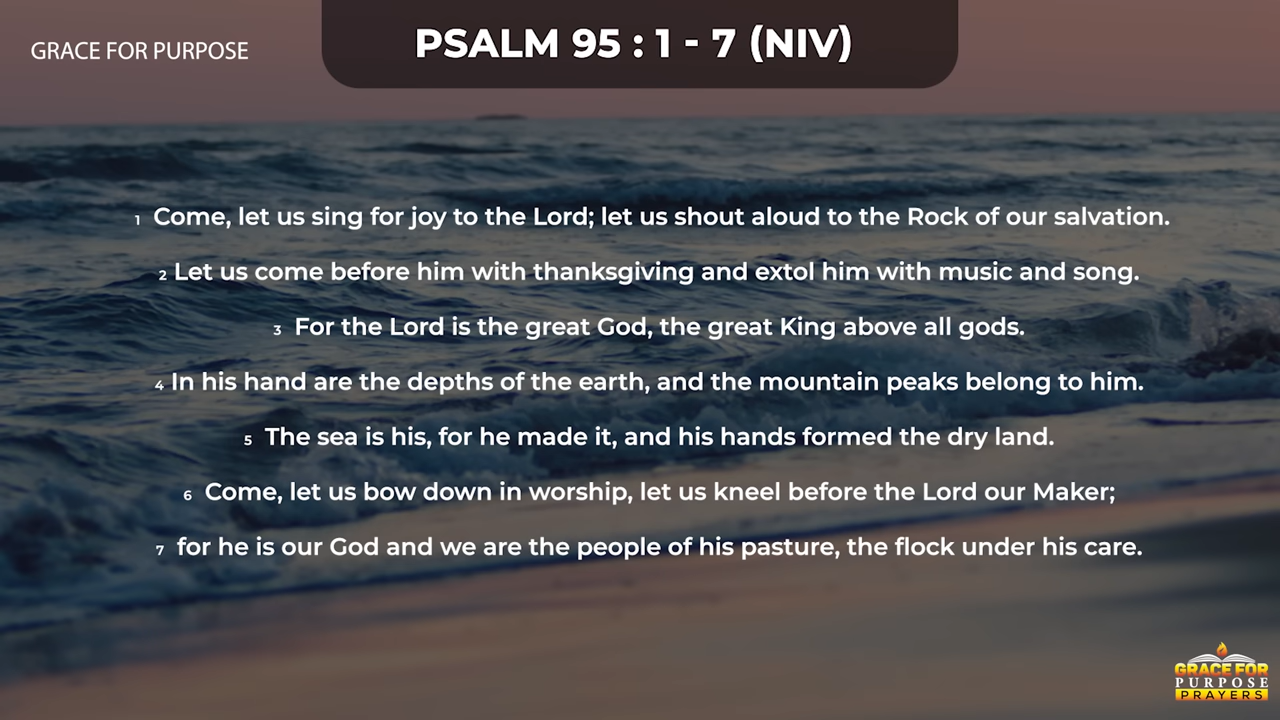 GRACE FOR PURPOSE
PSALM 95 : 1 - 7 (NIV)
1 Come, let us sing for joy to the Lord; let us shout aloud to the Rock of our salvation.
2 Let us come before him with thanksgiving and extol him with music and song.
3 For the Lord is the great God, the great King above all gods.
4 In his hand are the depths of the earth, and the mountain peaks belong to him.
5 The sea is his, for he made it, and his hands formed the dry land.
6 Come, let us bow down in worship, let us kneel before the Lord our Maker;
7 for he is our God and we are the people of his pasture, the flock under his care.
GRACE FOR
PURPOSE
PRAYERS